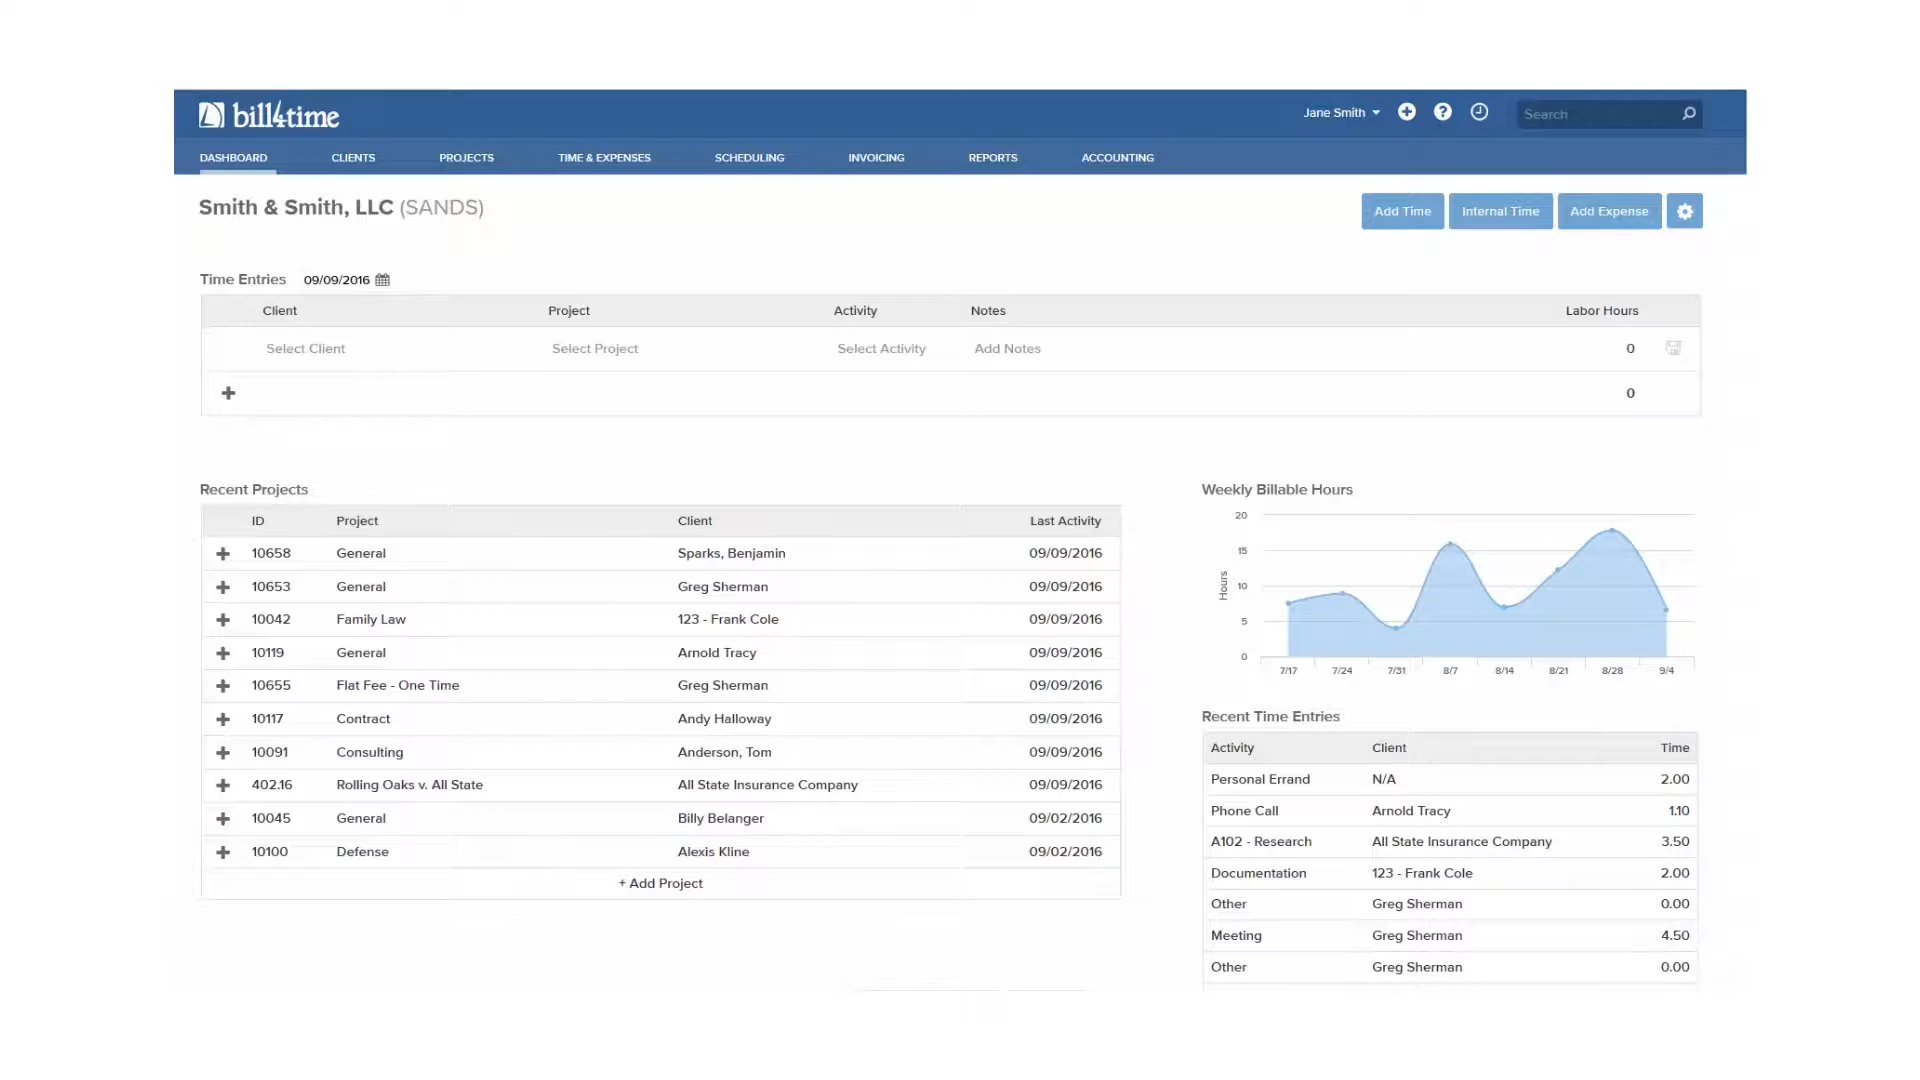 bill4time
Jane Smith
Search
DASHBOARD CLIENTS PROJECTS TIME & EXPENSES SCHEDULING INVOICING REPORTS ACCOUNTING
Smith & Smith, LLC (SANDS)
Add Time Internal Time Add Expense
Time Entries 09/09/2016
Client Project Activity Notes Labor Hours
Select Client Select Project Select Activity Add Notes 0
0
Recent Projects
ID Project Client Last Activity
10658 General Sparks, Benjamin 09/09/2016
10653 General Greg Sherman 09/09/2016
10042 Family Law 123 - Frank Cole 09/09/2016
10119 General Arnold Tracy 09/09/2016
10655 Flat Fee - One Time Greg Sherman 09/09/2016
10117 Contract Andy Halloway 09/09/2016
10091 Consulting Anderson, Tom 09/09/2016
402.16 Rolling Oaks v. All State All State Insurance Company 09/09/2016
10045 General Billy Belanger 09/02/2016
10100 Defense Alexis Kline 09/02/2016
+ Add Project
Weekly Billable Hours
20
15
10
5
0
Hours
7/17 7/24 7/31 8/7 8/14 8/21 8/28 9/4
Recent Time Entries
Activity Client Time
Personal Errand N/A 2.00
Phone Call Arnold Tracy 1.10
A102 - Research All State Insurance Company 3.50
Documentation 123 - Frank Cole 2.00
Other Greg Sherman 0.00
Meeting Greg Sherman 4.50
Other Greg Sherman 0.00